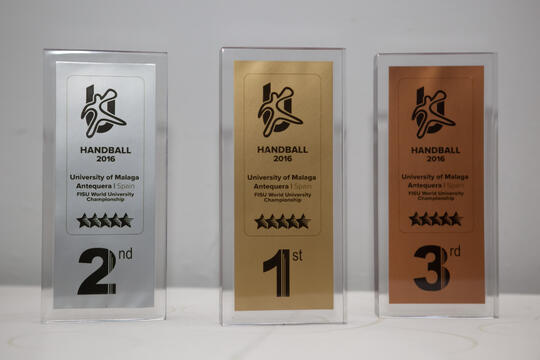 HANDBALL
2016
University of Malaga
Antequera | Spain
FISU World University
Championship
2nd
HANDBALL
2016
University of Malaga
Antequera | Spain
FISU World University
Championship
1st
HANDBALL
2016
University of Malaga
Antequera | Spain
FISU World University
Championship
3rd